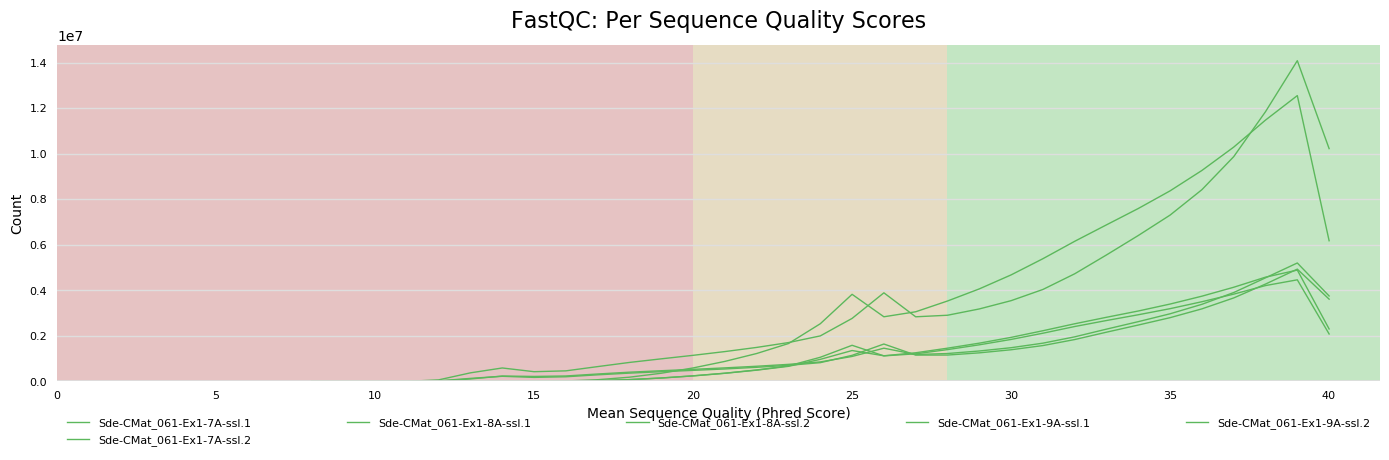 FastQC: Per Sequence Quality Scores
1e7
1.4
1.2
1.0
0.8
0.6
0.4
0.2
0.0
Count
0 5 10 15 20 25 30 35 40
Mean Sequence Quality (Phred Score)
Sde-CMat_061-Ex1-7A-ssl.1 Sde-CMat_061-Ex1-8A-ssl.1 Sde-CMat_061-Ex1-8A-ssl.2 Sde-CMat_061-Ex1-9A-ssl.1 Sde-CMat_061-Ex1-9A-ssl.2
Sde-CMat_061-Ex1-7A-ssl.2